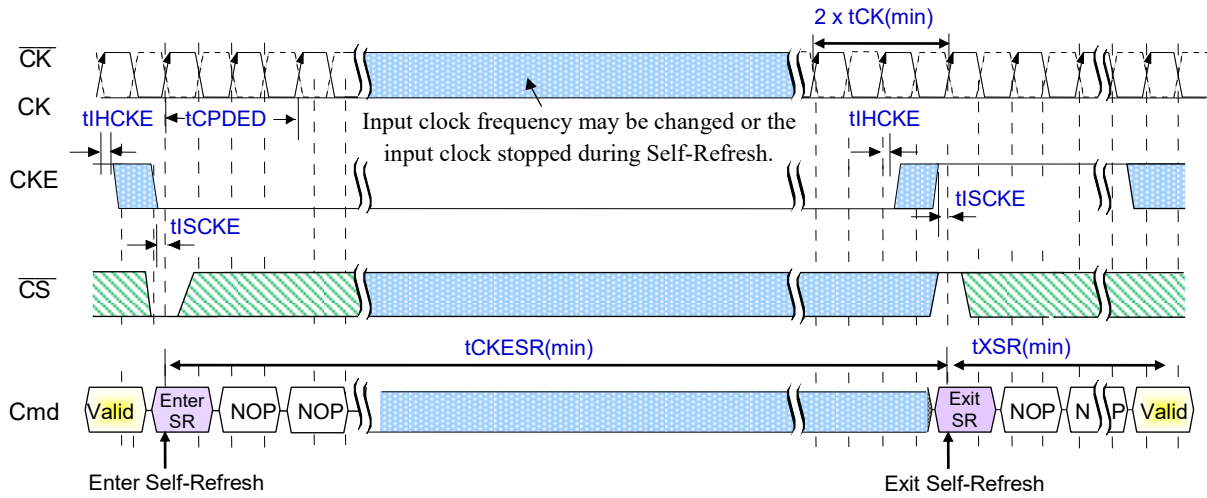 2 x tCK(min)
CK
CK
tIHCKE
tCPDED
Input clock frequency may be changed or the
input clock stopped during Self-Refresh.
tIHCKE
CKE
tISCKE
tISCKE
CS
tCKESR(min)
tXSR(min)
Cmd
Valid
Enter
SR
NOP
NOP
Exit
SR
NOP
N
P
Valid
Enter Self-Refresh
Exit Self-Refresh